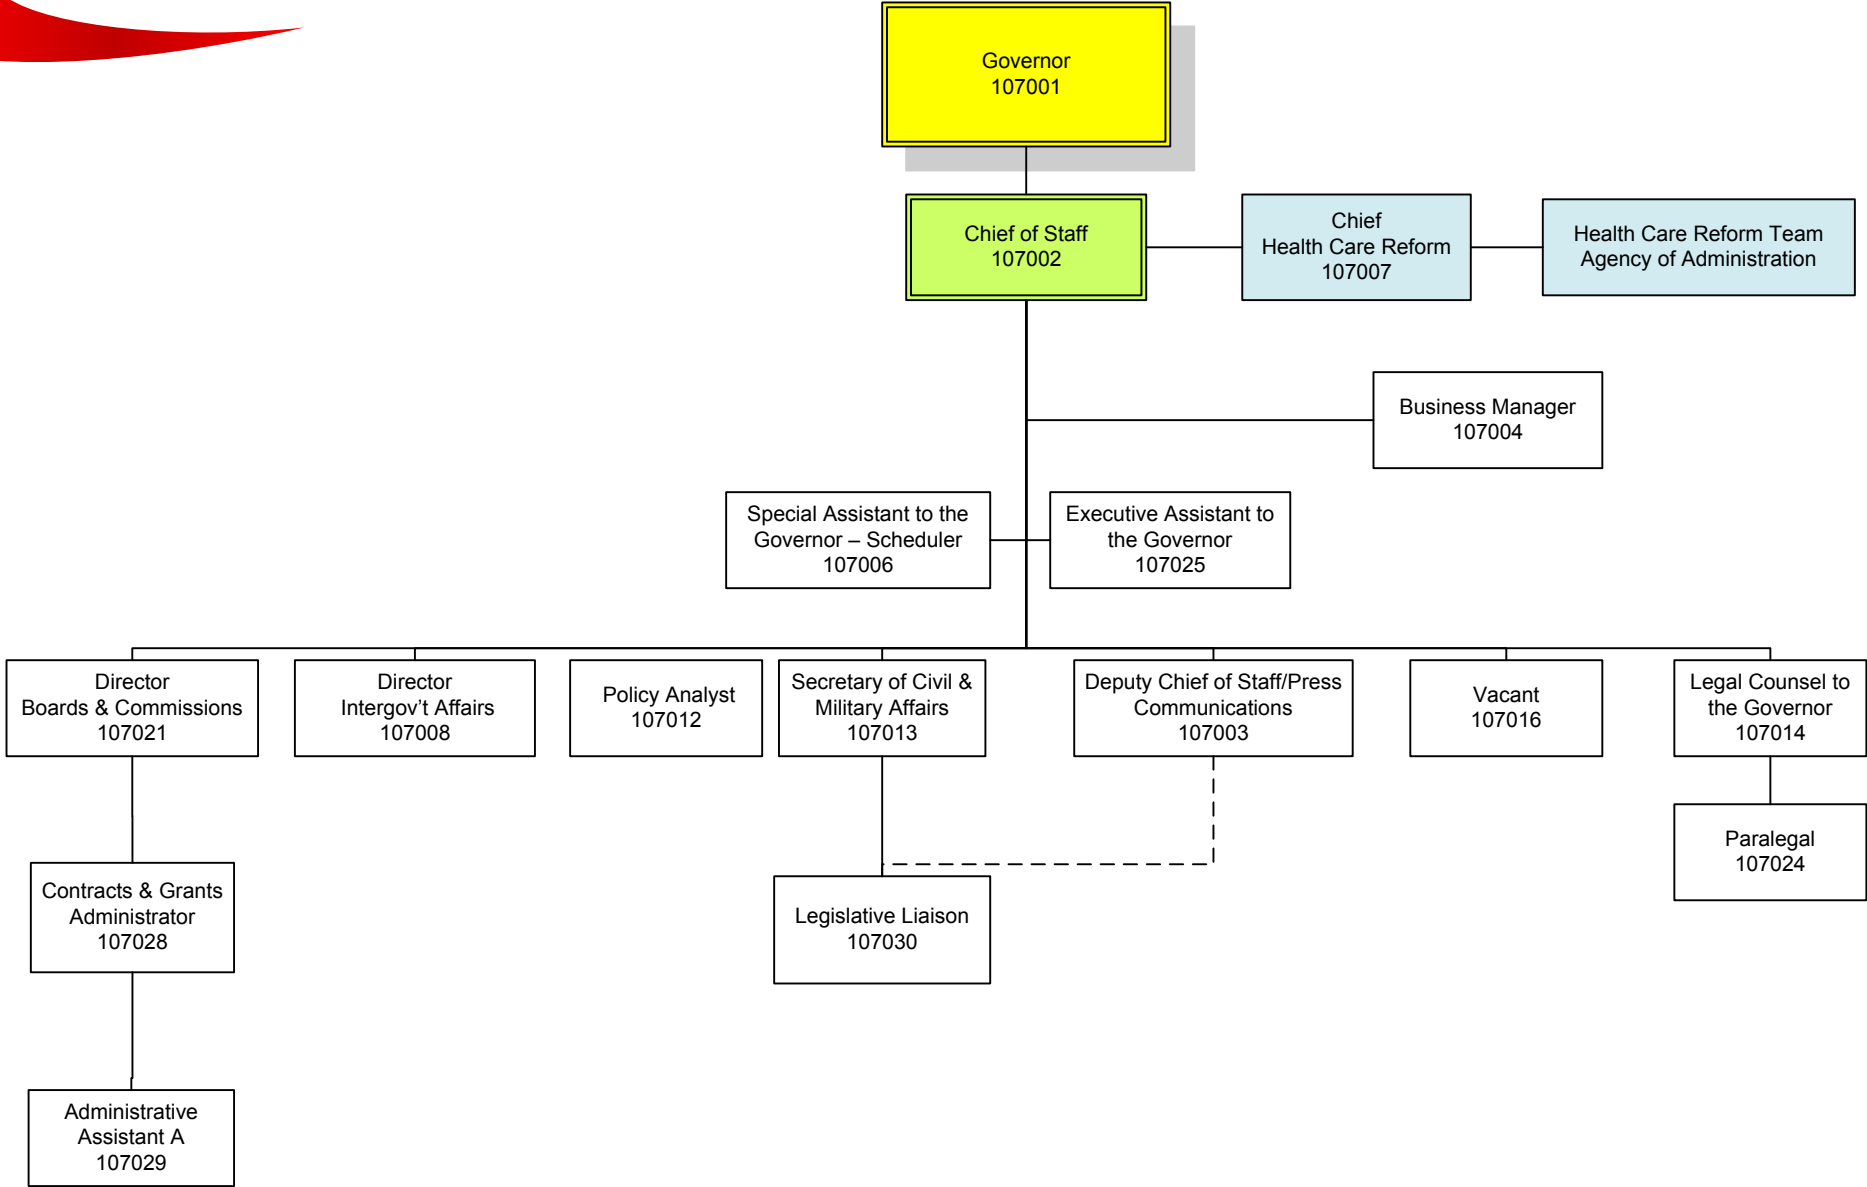 Governor
107001
Chief of Staff
107002
Chief
Health Care Reform
107007
Health Care Reform Team
Agency of Administration
Business Manager
107004
Special Assistant to the
Governor – Scheduler
107006
Executive Assistant to
the Governor
107025
Director
Boards & Commissions
107021
Director
Intergov’t Affairs
107008
Policy Analyst
107012
Secretary of Civil &
Military Affairs
107013
Deputy Chief of Staff/Press
Communications
107003
Vacant
107016
Legal Counsel to
the Governor
107014
Paralegal
107024
Contracts & Grants
Administrator
107028
Legislative Liaison
107030
Administrative
Assistant A
107029